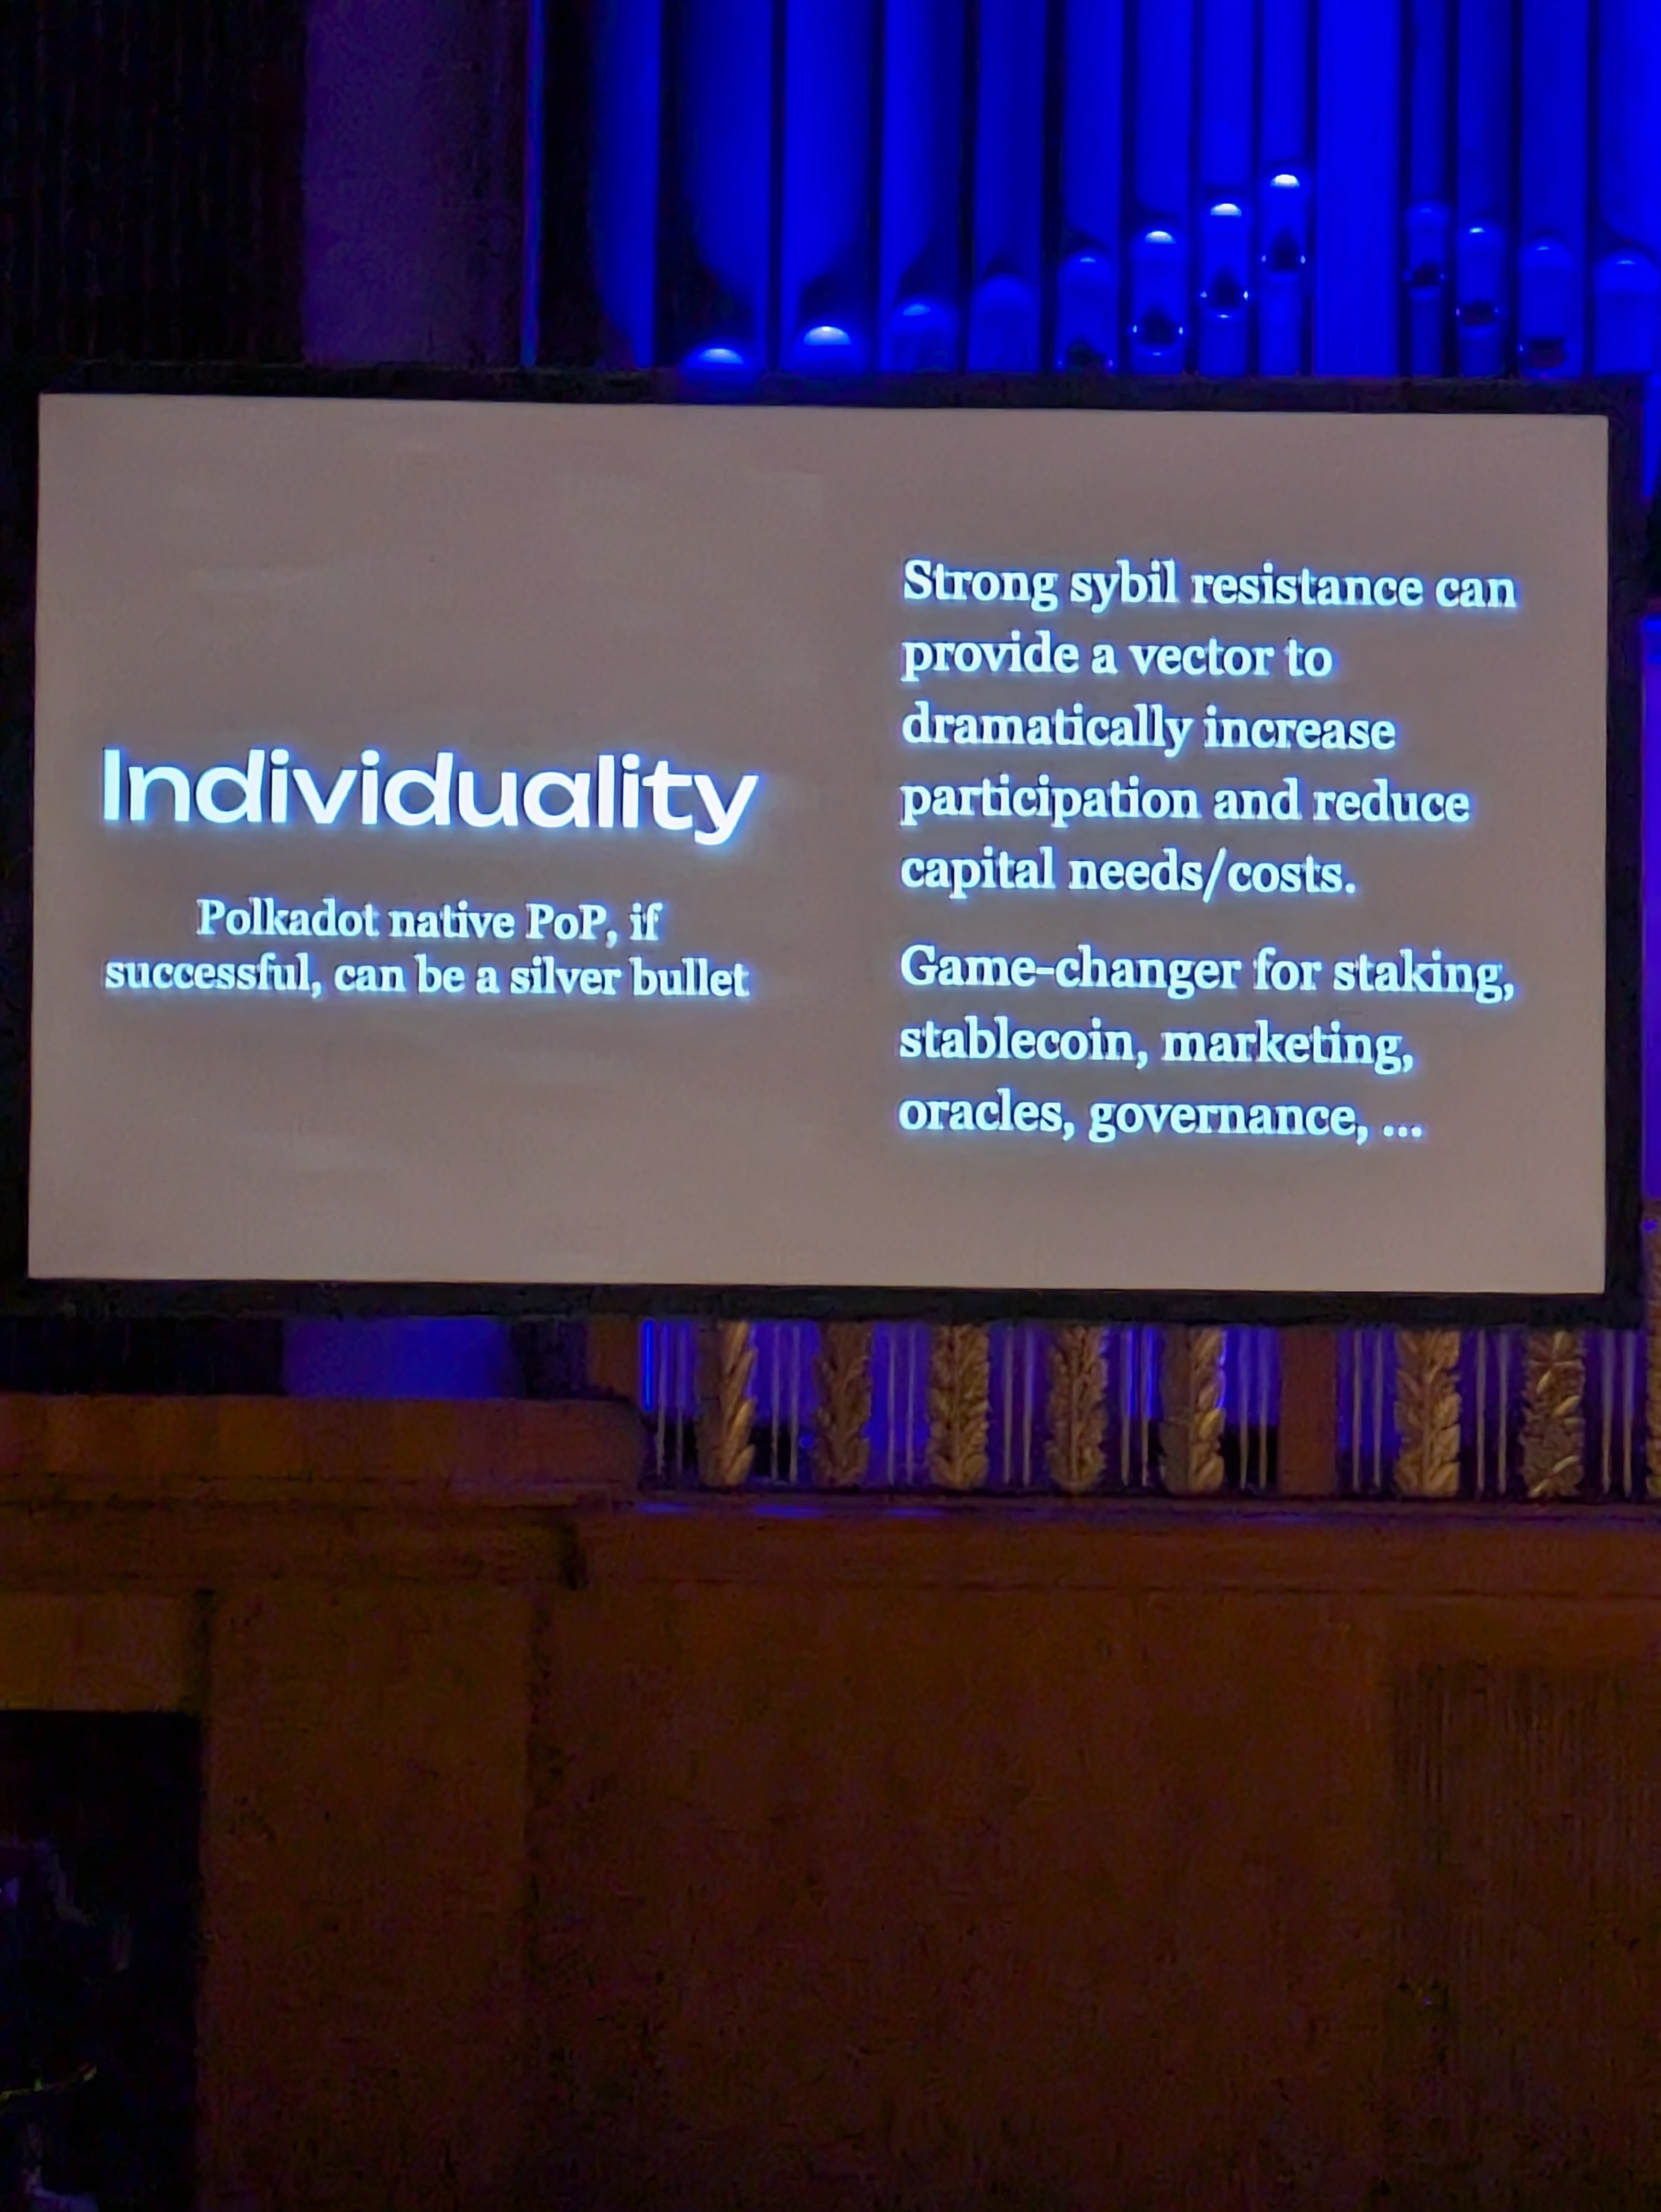 Individuality
Polkadot native PoP, if
successful, can be a silver bullet
Strong sybil resistance can
provide a vector to
dramatically increase
participation and reduce
capital needs/costs.
Game-changer for staking,
stablecoin, marketing,
oracles, governance, ...